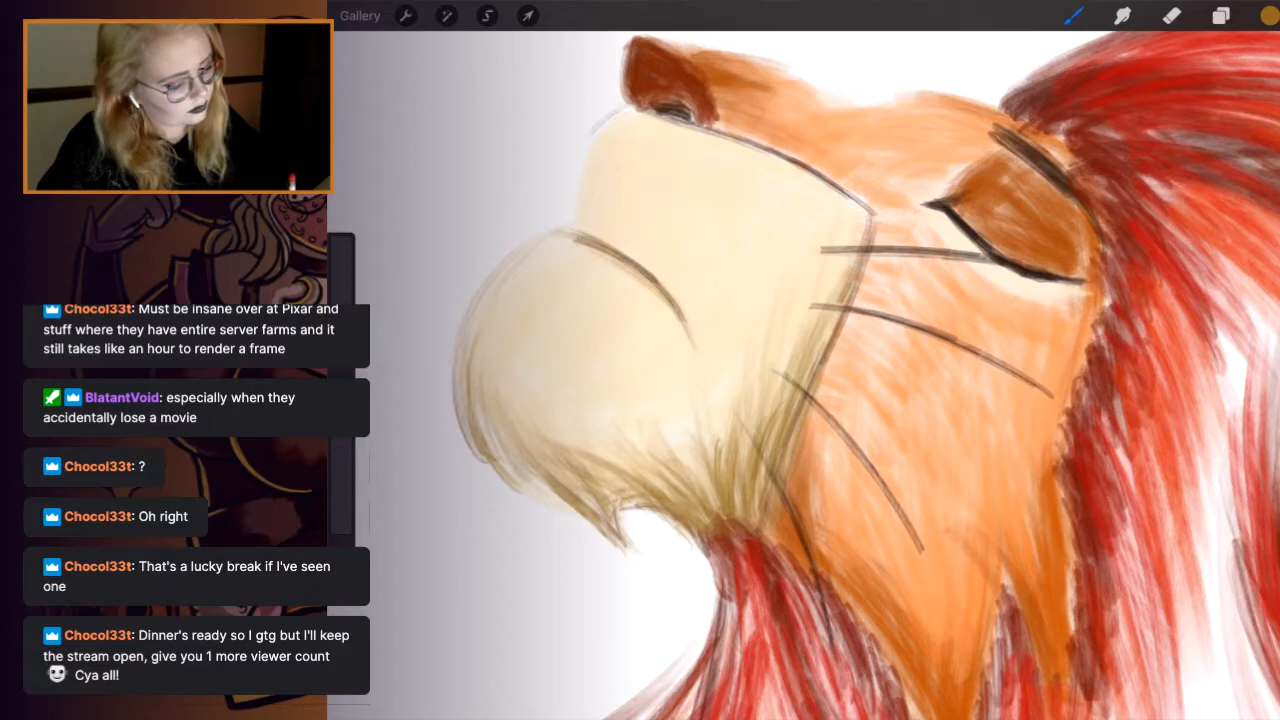 Gallery
Chocol33t: Must be insane over at Pixar and
stuff where they have entire server farms and it
still takes like an hour to render a frame
BlatantVoid: especially when they
accidentally lose a movie
Chocol33t: ?
Chocol33t: Oh right
Chocol33t: That's a lucky break if I've seen
one
Chocol33t: Dinner's ready so I gtg but I'll keep
the stream open, give you 1 more viewer count
Cya all!